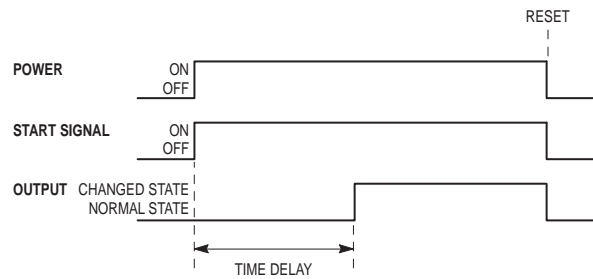 RESET
POWER ON
OFF
START SIGNAL ON
OFF
OUTPUT CHANGED STATE
NORMAL STATE
TIME DELAY